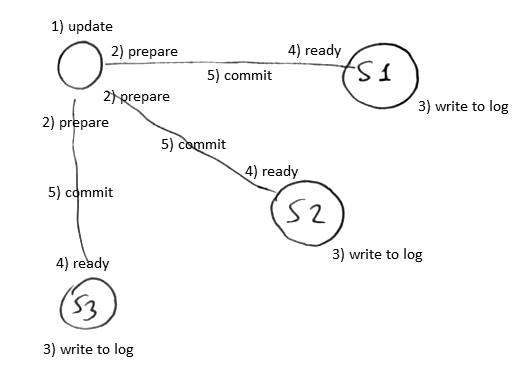 1) update
2) prepare
4) ready
S1
5) commit
3) write to log
2) prepare
2) prepare
5) commit
4) ready
S2
5) commit
3) write to log
4) ready
S3
3) write to log